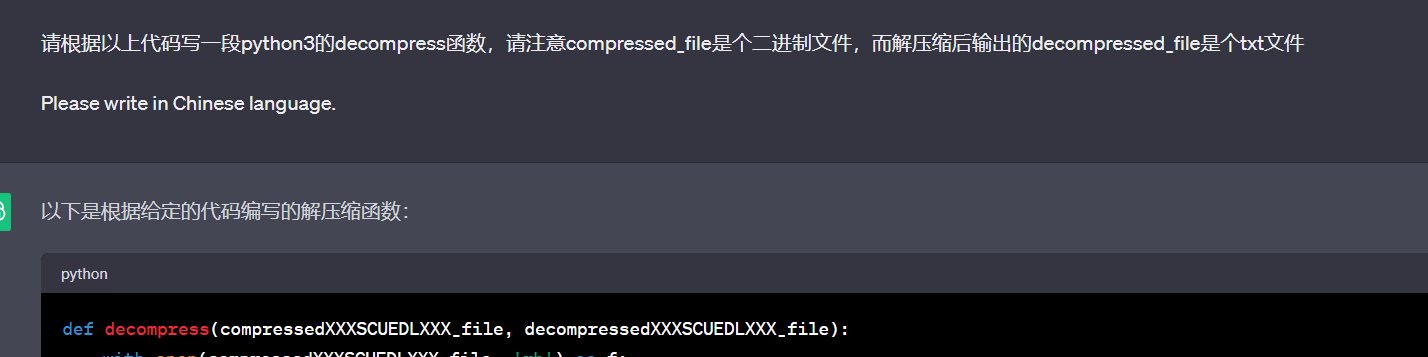 请根据以上代码写一段python3的decompress函数，请注意compressed_file是个二进制文件，而解压缩后输出的decompressed_file是个txt文件
Please write in Chinese language.
以下是根据给定的代码编写的解压缩函数：
python
def decompress(compressedXXXSCUEDLXXX_file, decompressedXXXSCUEDLXXX_file):